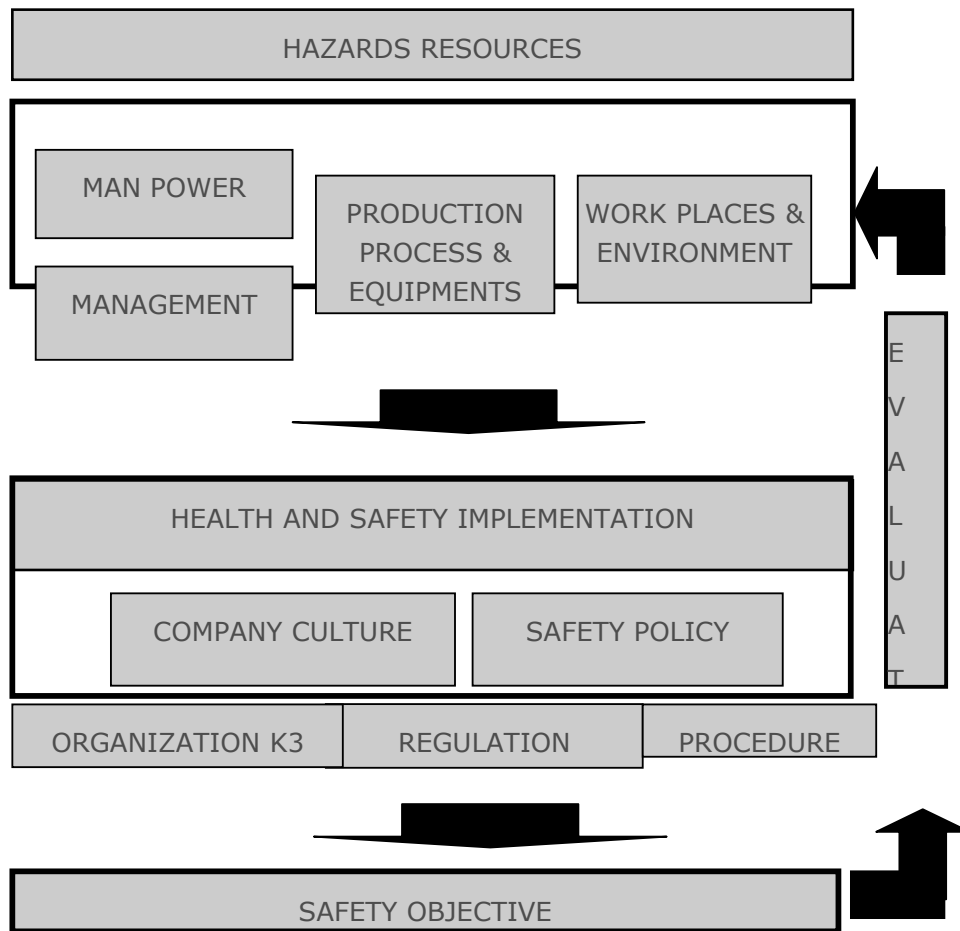 HAZARDS RESOURCES
MAN POWER
MANAGEMENT
PRODUCTION
PROCESS &
EQUIPMENTS
WORK PLACES &
ENVIRONMENT
E
V
A
L
U
A
T
HEALTH AND SAFETY IMPLEMENTATION
COMPANY CULTURE
SAFETY POLICY
ORGANIZATION K3
REGULATION
PROCEDURE
SAFETY OBJECTIVE